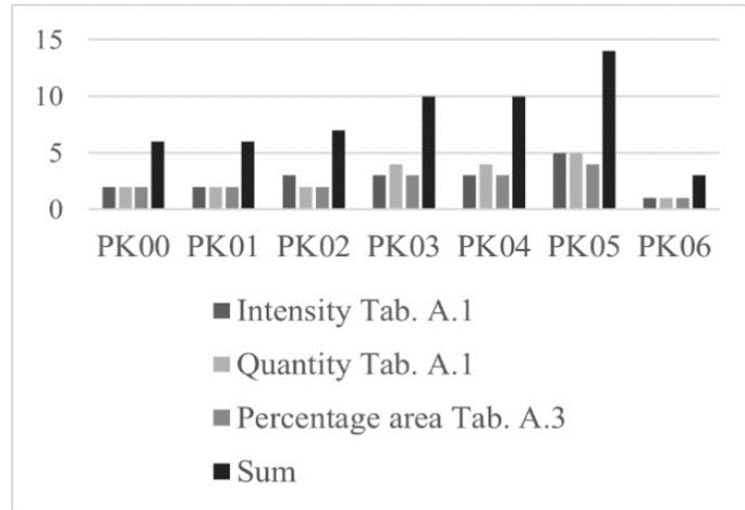 15
10
5
0
PK00 PK01 PK02 PK03 PK04 PK05 PK06
Intensity Tab. A.1
Quantity Tab. A.1
Percentage area Tab. A.3
Sum